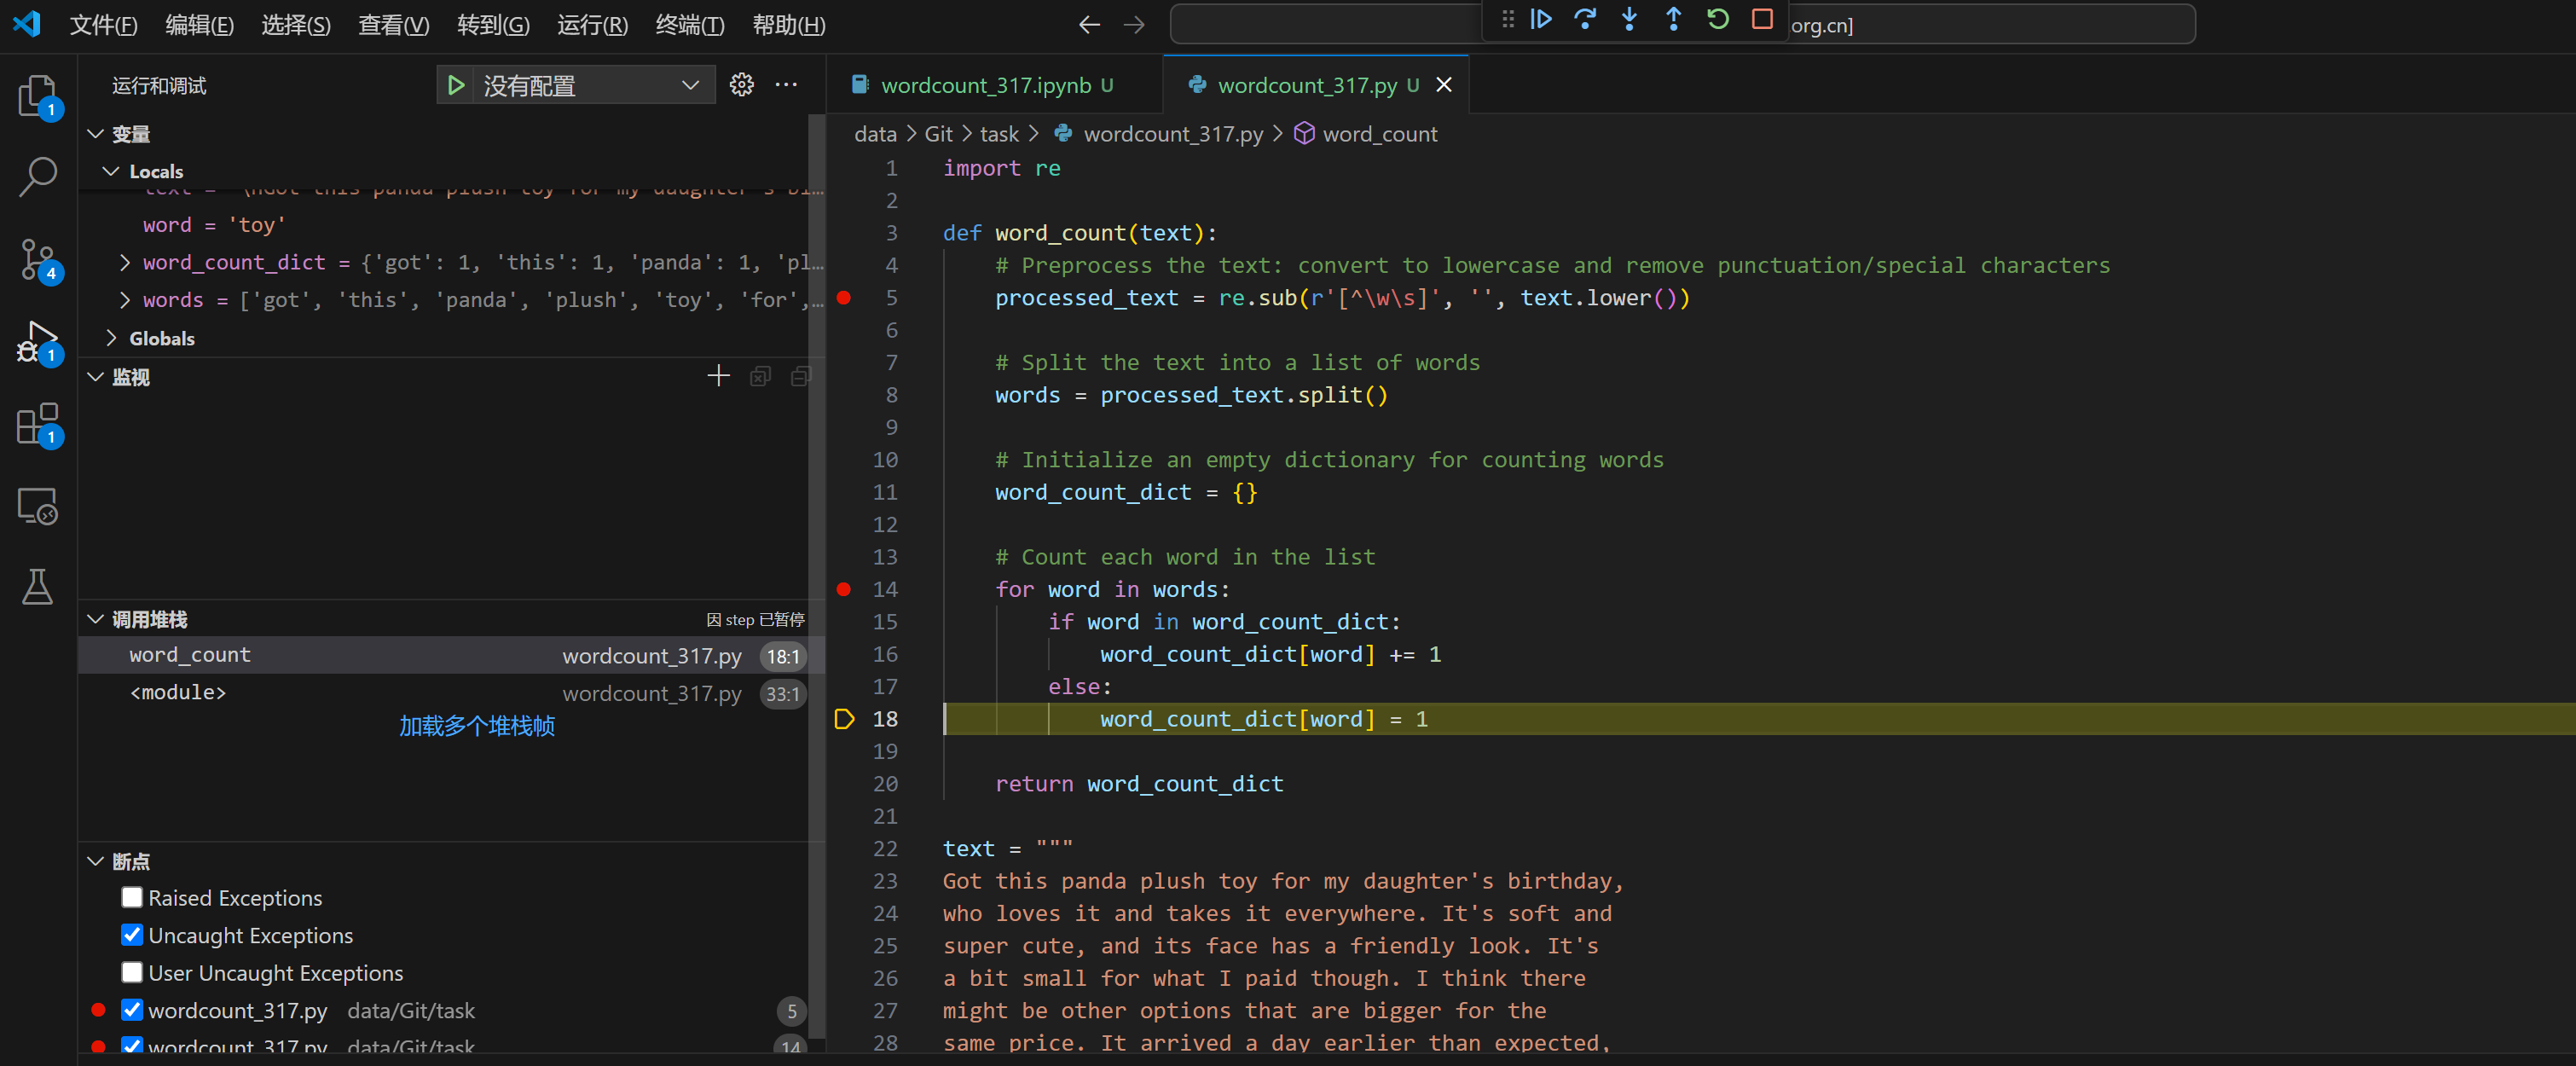 文件(F) 编辑(E) 选择(S) 查看(V) 转到(G) 运行(R) 终端(T) 帮助(H)
.org.cn]
运行和调试 没有配置
变量
Locals
text = '\nGot this panda plush toy for my daughter's bi…
word = 'toy'
word_count_dict = {'got': 1, 'this': 1, 'panda': 1, 'pl…
words = ['got', 'this', 'panda', 'plush', 'toy', 'for',…
Globals
监视
调用堆栈 因 step 已暂停
word_count wordcount_317.py 18:1
<module> wordcount_317.py 33:1
加载多个堆栈帧
断点
Raised Exceptions
Uncaught Exceptions
User Uncaught Exceptions
wordcount_317.py data/Git/task 5
wordcount_317.py data/Git/task 14
1
4
1
1
wordcount_317.ipynb U
wordcount_317.py U
data > Git > task > wordcount_317.py > word_count
1 import re
2
3 def word_count(text):
4 # Preprocess the text: convert to lowercase and remove punctuation/special characters
5 processed_text = re.sub(r'[^\w\s]', '', text.lower())
6
7 # Split the text into a list of words
8 words = processed_text.split()
9
10 # Initialize an empty dictionary for counting words
11 word_count_dict = {}
12
13 # Count each word in the list
14 for word in words:
15 if word in word_count_dict:
16 word_count_dict[word] += 1
17 else:
18 word_count_dict[word] = 1
19
20 return word_count_dict
21
22 text = """
23 Got this panda plush toy for my daughter's birthday,
24 who loves it and takes it everywhere. It's soft and
25 super cute, and its face has a friendly look. It's
26 a bit small for what I paid though. I think there
27 might be other options that are bigger for the
28 same price. It arrived a day earlier than expected,